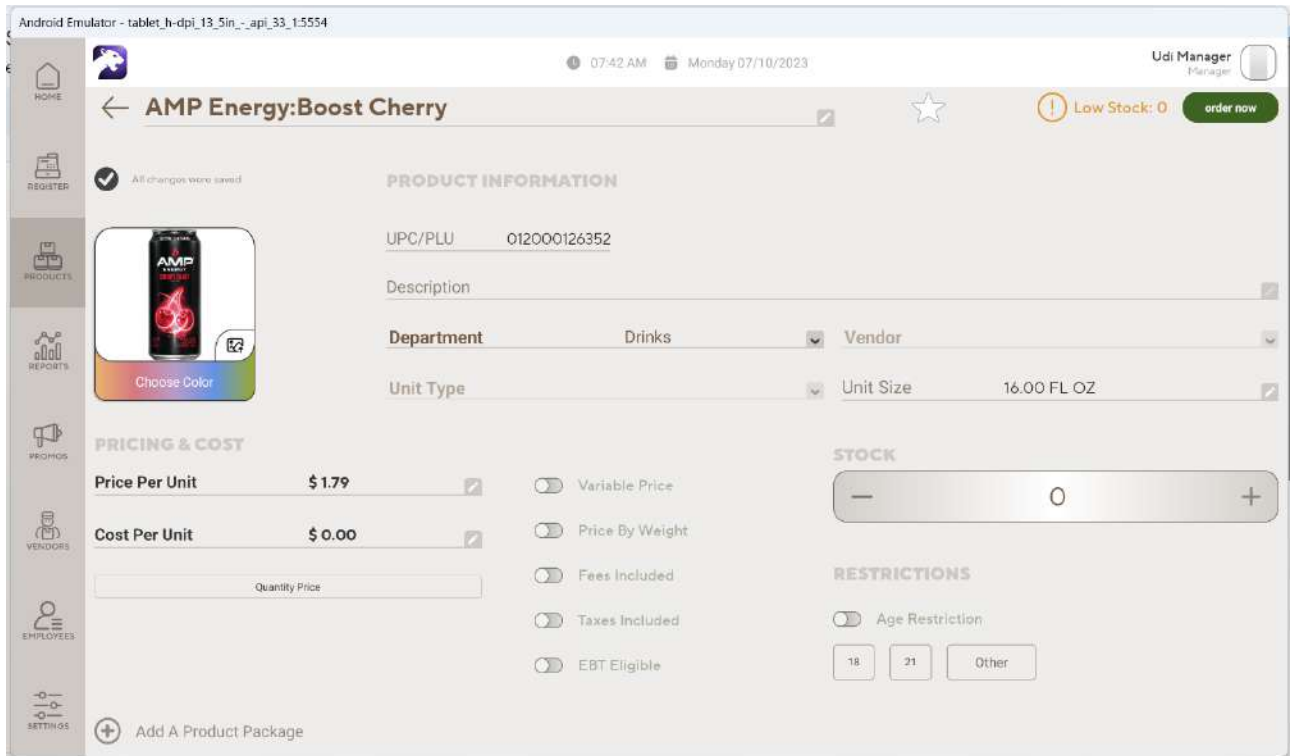 Android Emulator - tablet_h-dpi_13_5in_-_api_33_1:5554
07:42 AM Monday 07/10/2023
Udi Manager
Manager
HOME
AMP Energy:Boost Cherry
Low Stock: 0
order now
REGISTER
All changes were saved
PRODUCT INFORMATION
UPC/PLU 012000126352
PRODUCTS
AMP
ENERGY
Description
Department Drinks
Vendor
REPORTS
Choose Color
Unit Type
Unit Size 16.00 FL OZ
PROMOS
PRICING & COST
STOCK
Price Per Unit $ 1.79
Variable Price
— 0 +
VENDORS
Cost Per Unit $ 0.00
Price By Weight
Quantity Price
Fees Included
RESTRICTIONS
EMPLOYEES
Taxes Included
Age Restriction
EBT Eligible
18 21 Other
SETTINGS
Add A Product Package